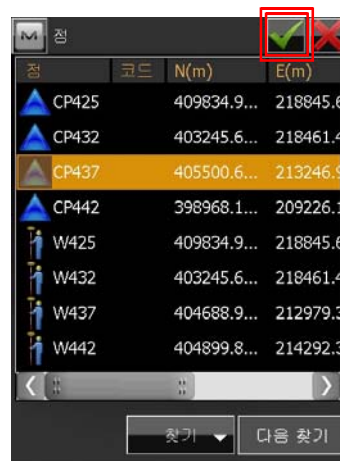 점
점 코드 N(m) E(m)
CP425 409834.9... 218845.6
CP432 403245.6... 218461.4
CP437 405500.6... 213246.9
CP442 398968.1... 209226.1
W425 409834.9... 218845.6
W432 403245.6... 218461.4
W437 404688.9... 212979.3
W442 404899.8... 214292.3
찾기 다음 찾기